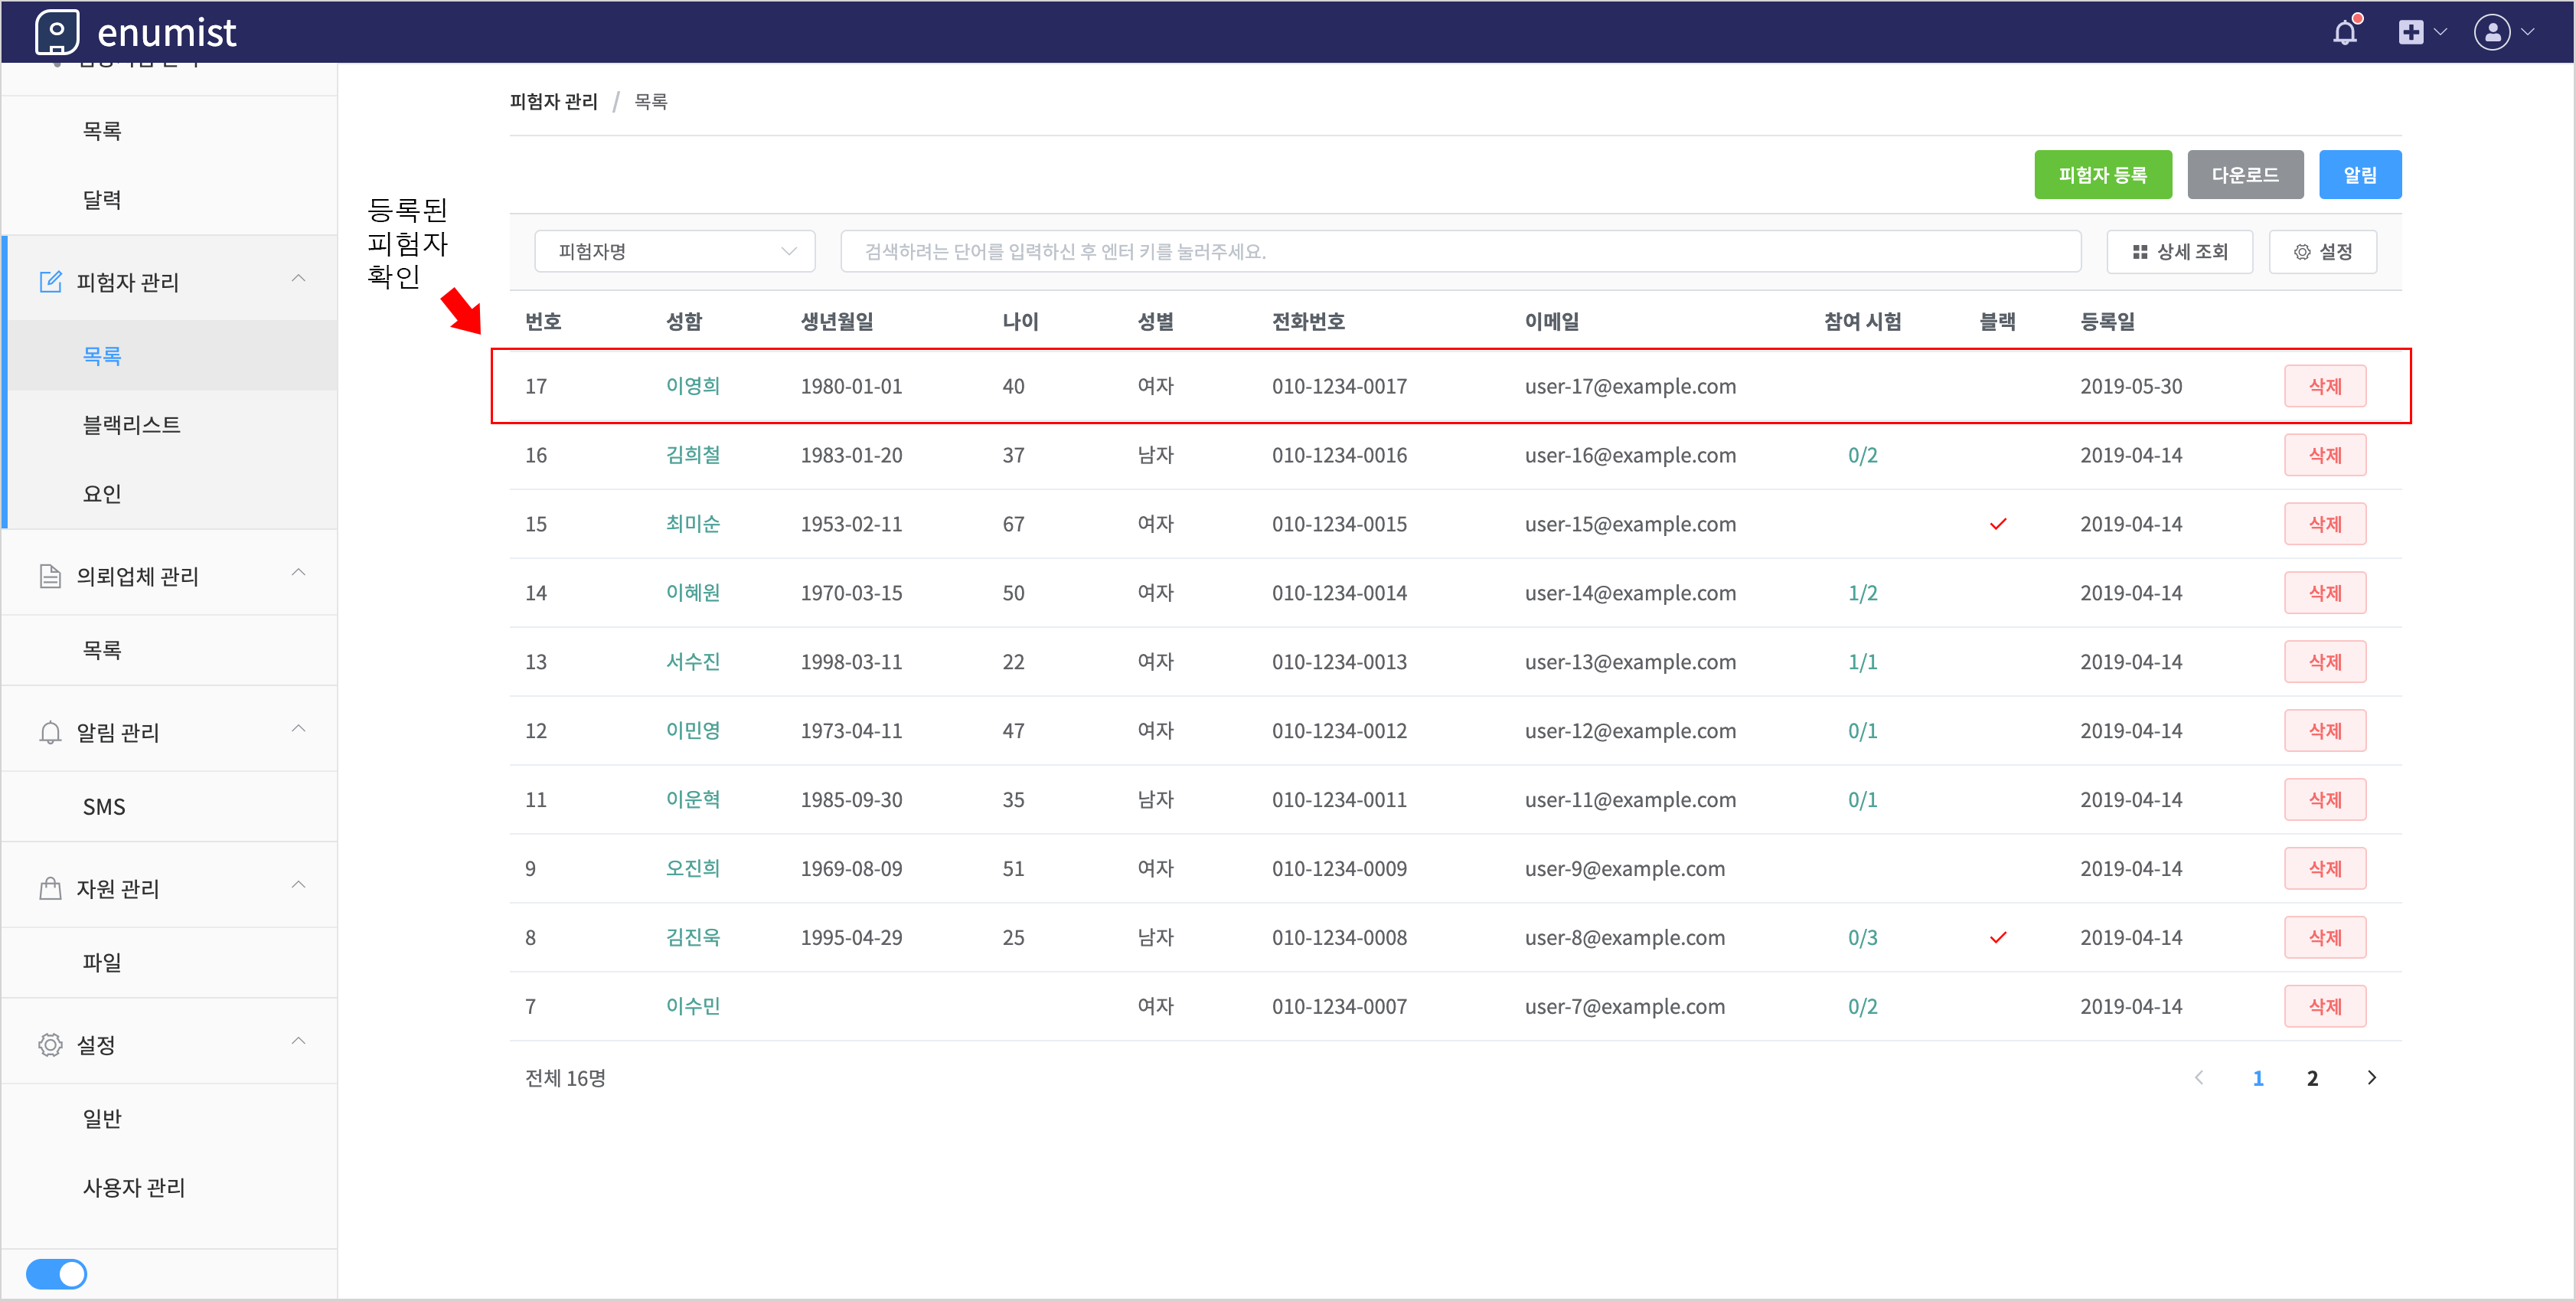 enumist
목록
달력
피험자 관리
목록
블랙리스트
요인
의뢰업체 관리
목록
알림 관리
SMS
자원 관리
파일
설정
일반
사용자 관리
피험자 관리 / 목록
피험자 등록 다운로드 알림
등록된
피험자
확인
피험자명 검색하려는 단어를 입력하신 후 엔터 키를 눌러주세요. 상세 조회 설정
번호 성함 생년월일 나이 성별 전화번호 이메일 참여 시험 블랙 등록일
17 이영희 1980-01-01 40 여자 010-1234-0017 user-17@example.com 2019-05-30 삭제
16 김희철 1983-01-20 37 남자 010-1234-0016 user-16@example.com 0/2 2019-04-14 삭제
15 최미순 1953-02-11 67 여자 010-1234-0015 user-15@example.com 2019-04-14 삭제
14 이혜원 1970-03-15 50 여자 010-1234-0014 user-14@example.com 1/2 2019-04-14 삭제
13 서수진 1998-03-11 22 여자 010-1234-0013 user-13@example.com 1/1 2019-04-14 삭제
12 이민영 1973-04-11 47 여자 010-1234-0012 user-12@example.com 0/1 2019-04-14 삭제
11 이운혁 1985-09-30 35 남자 010-1234-0011 user-11@example.com 0/1 2019-04-14 삭제
9 오진희 1969-08-09 51 여자 010-1234-0009 user-9@example.com 2019-04-14 삭제
8 김진욱 1995-04-29 25 남자 010-1234-0008 user-8@example.com 0/3 2019-04-14 삭제
7 이수민 여자 010-1234-0007 user-7@example.com 0/2 2019-04-14 삭제
전체 16명 1 2